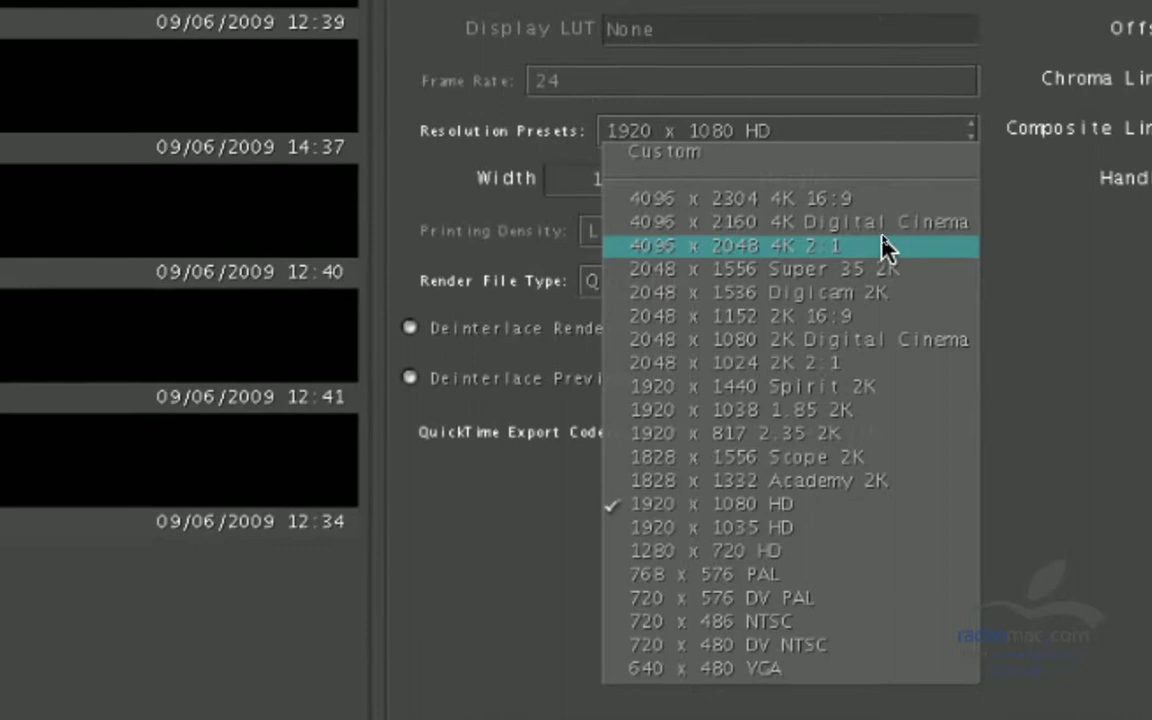 09/06/2009 12:39
09/06/2009 14:37
09/06/2009 12:40
09/06/2009 12:41
09/06/2009 12:34
Display LUT None
Frame Rate: 24
Resolution Presets: 1920 x 1080 HD
Width 1
Printing Density: L
Render File Type: Q
Deinterlace Rende
Deinterlace Previ
QuickTime Export Code
Custom
4096 x 2304 4K 16:9
4096 x 2160 4K Digital Cinema
4096 x 2048 4K 2:1
2048 x 1556 Super 35 2K
2048 x 1536 Digicam 2K
2048 x 1152 2K 16:9
2048 x 1080 2K Digital Cinema
2048 x 1024 2K 2:1
1920 x 1440 Spirit 2K
1920 x 1038 1.85 2K
1920 x 817 2.35 2K
1828 x 1556 Scope 2K
1828 x 1332 Academy 2K
1920 x 1080 HD
1920 x 1035 HD
1280 x 720 HD
768 x 576 PAL
720 x 576 DV PAL
720 x 486 NTSC
720 x 480 DV NTSC
640 x 480 VGA
Offs
Chroma Lin
Composite Lin
Handl